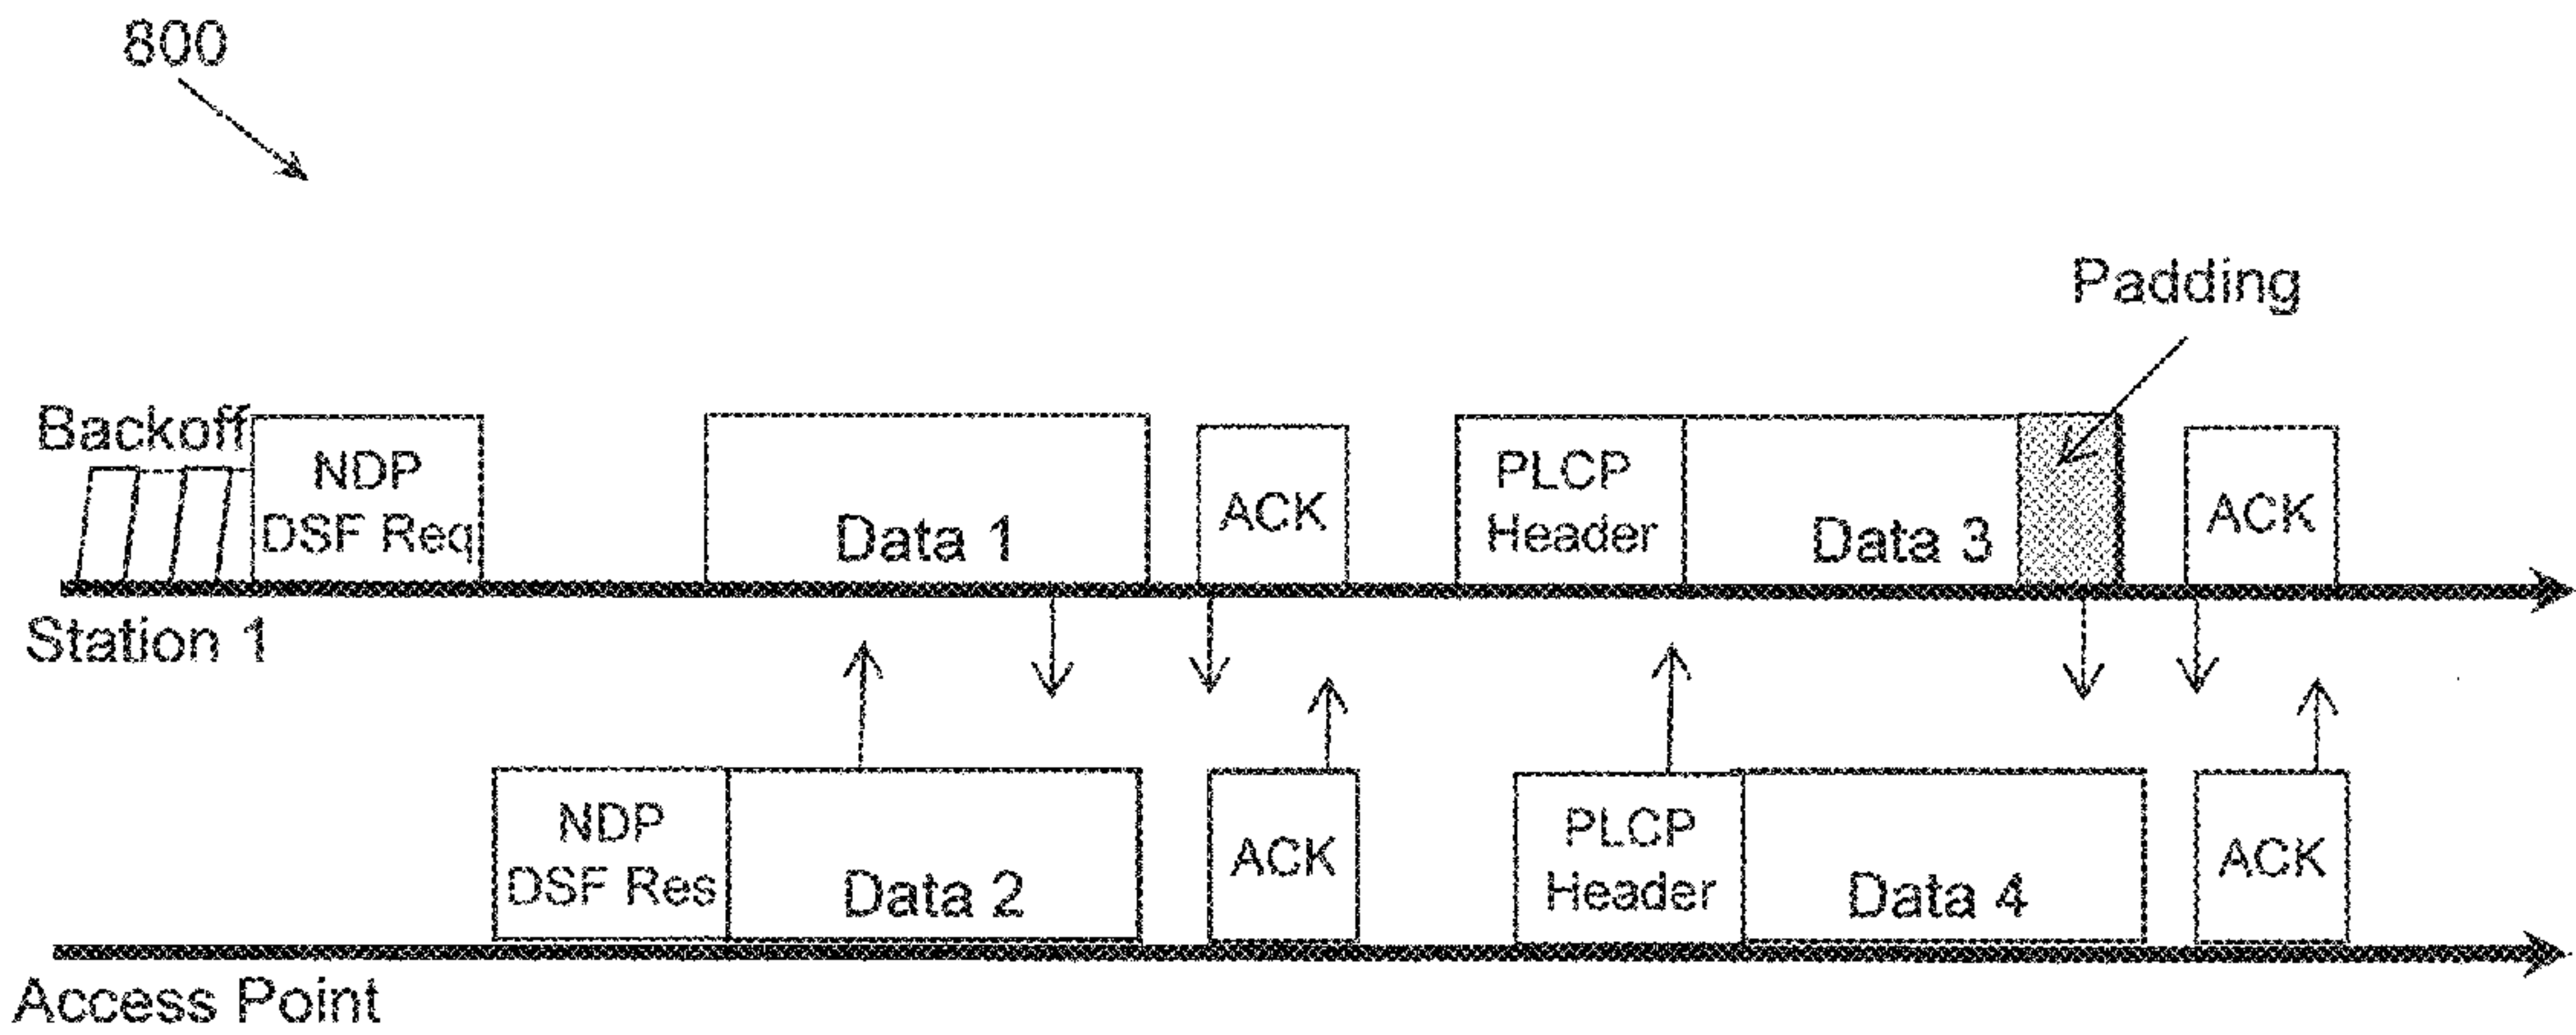 800
Padding
Backoff
NDP
DSF Req
Data 1
ACK
PLCP
Header
Data 3
ACK
Station 1
NDP
DSF Res
Data 2
ACK
PLCP
Header
Data 4
ACK
Access Point